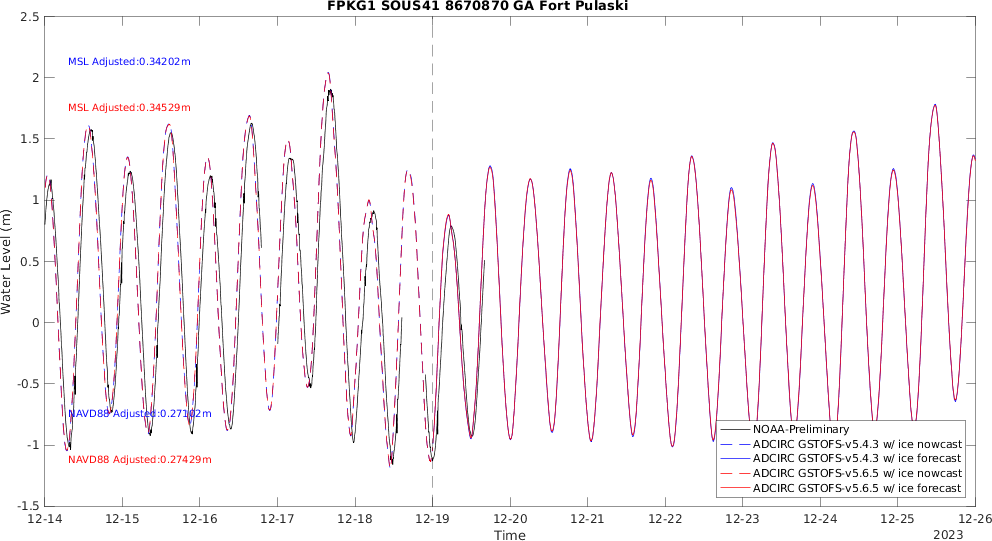 FPKG1 SOUS41 8670870 GA Fort Pulaski
2.5
2
1.5
1
0.5
0
-0.5
-1
-1.5
Water Level (m)
MSL Adjusted:0.34202m
MSL Adjusted:0.34529m
NAVD88 Adjusted:0.27102m
NAVD88 Adjusted:0.27429m
NOAA-Preliminary
ADCIRC GSTOFS-v5.4.3 w/ ice nowcast
ADCIRC GSTOFS-v5.4.3 w/ ice forecast
ADCIRC GSTOFS-v5.6.5 w/ ice nowcast
ADCIRC GSTOFS-v5.6.5 w/ ice forecast
12-14 12-15 12-16 12-17 12-18 12-19 12-20 12-21 12-22 12-23 12-24 12-25 12-26
Time
2023